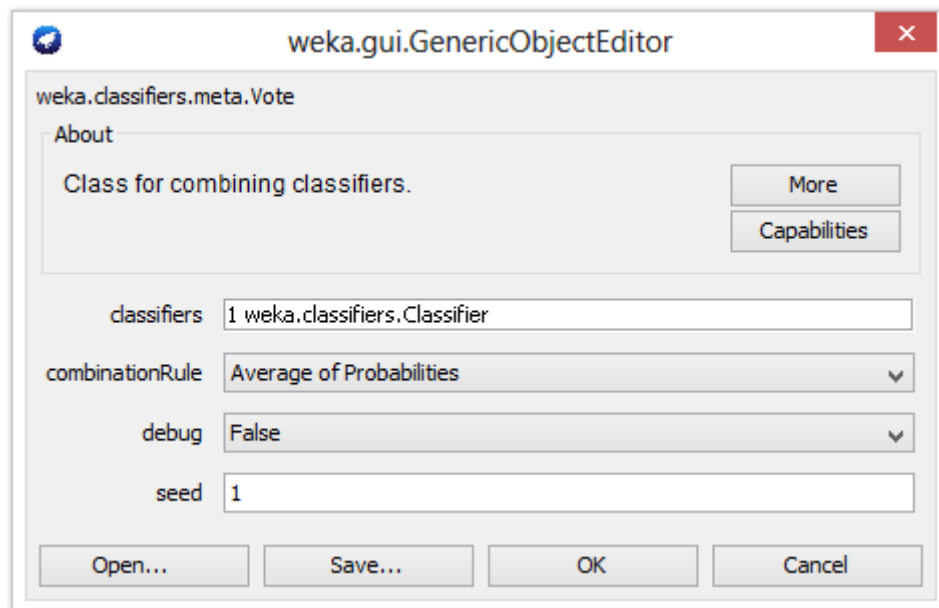 weka.gui.GenericObjectEditor
weka.classifiers.meta.Vote
About
Class for combining classifiers.
More
Capabilities
classifiers 1 weka.classifiers.Classifier
combinationRule Average of Probabilities
debug False
seed 1
Open... Save... OK Cancel